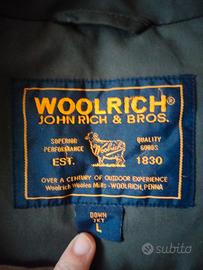 WOOLRICH®
JOHN RICH & BROS.
SUPERIOR PERFORMANCE
QUALITY GOODS
Woolrich
EST. 1830
OVER A CENTURY OF OUTDOOR EXPERIENCE
Woolrich Woolen Mills - WOOLRICH, PENNA
DOWN
JKT
L
subito